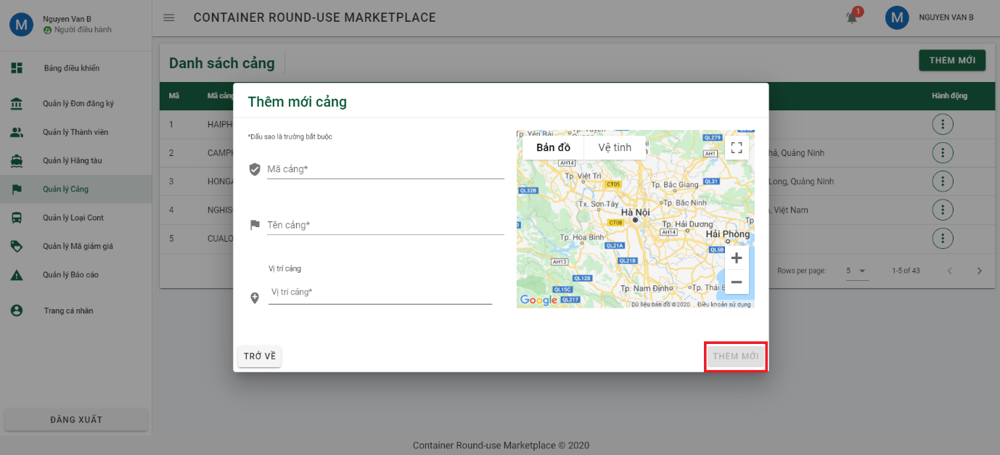 M
Nguyen Van B
Người điều hành
CONTAINER ROUND-USE MARKETPLACE
1
M
NGUYEN VAN B
Bảng điều khiển
Quản lý Đơn đăng ký
Quản lý Thành viên
Quản lý Hãng tàu
Quản lý Cảng
Quản lý Loại Cont
Quản lý Mã giảm giá
Quản lý Báo cáo
Trang cá nhân
ĐĂNG XUẤT
Danh sách cảng
THÊM MỚI
Mã
Mã cảng
Hành động
1
HAIPH
2
CAMPH
Quảng Ninh
3
HONGA
Long, Quảng Ninh
4
NGHIS
Việt Nam
5
CUALO
Rows per page:
5
1-5 of 43
Thêm mới cảng
*Dấu sao là trường bắt buộc
Mã cảng*
Tên cảng*
Vị trí cảng
Vị trí cảng*
Bản đồ
Vệ tinh
Tp. Yên Bái
QL279
AH1
AH14
Tp. Việt Trì
CT05
QL31
QL32B
Tp. Bắc Giang
Tx. Sơn Tây
Tp. Bắc Ninh
Hà Nội
CT08
AH14
Tp. Hải Dương
Hải Phòng
Tp. Hòa Bình
QL21A
QL5B
AH13
QL21B
QL12B
QL15C
Tp. Nam Định
Tp. Thái B
Google
QL217
Dữ liệu bản đồ ©2020
Điều khoản sử dụng
TRỞ VỀ
THÊM MỚI
Container Round-use Marketplace © 2020